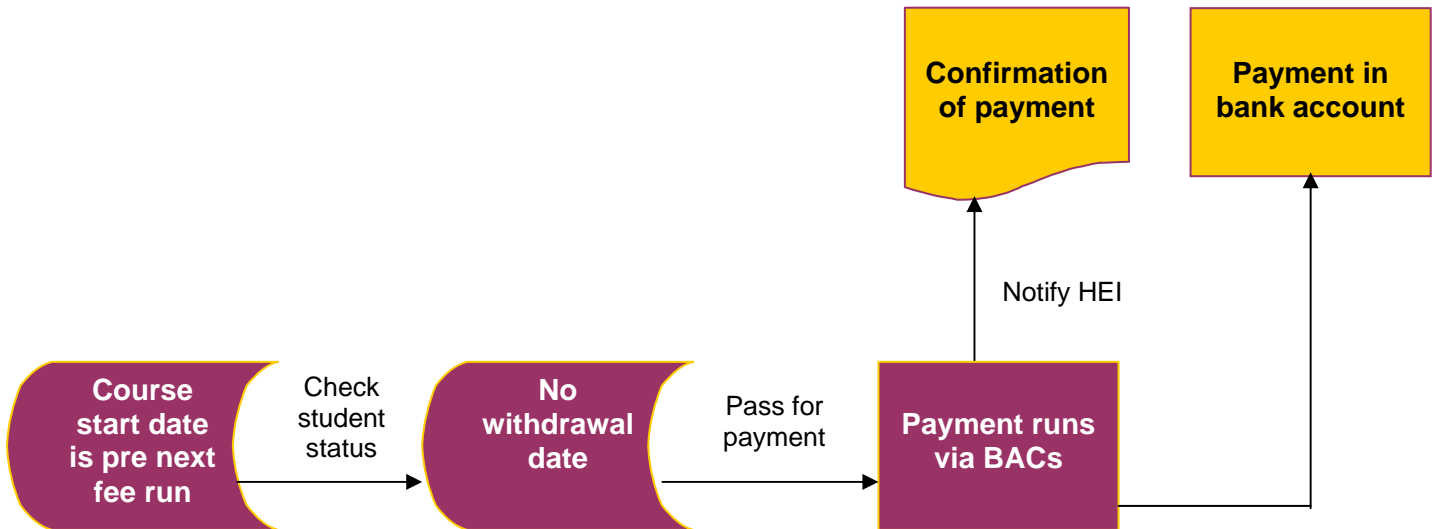 Confirmation
of payment
Payment in
bank account
Notify HEI
Course
start date
is pre next
fee run
Check
student
status
No
withdrawal
date
Pass for
payment
Payment runs
via BACs